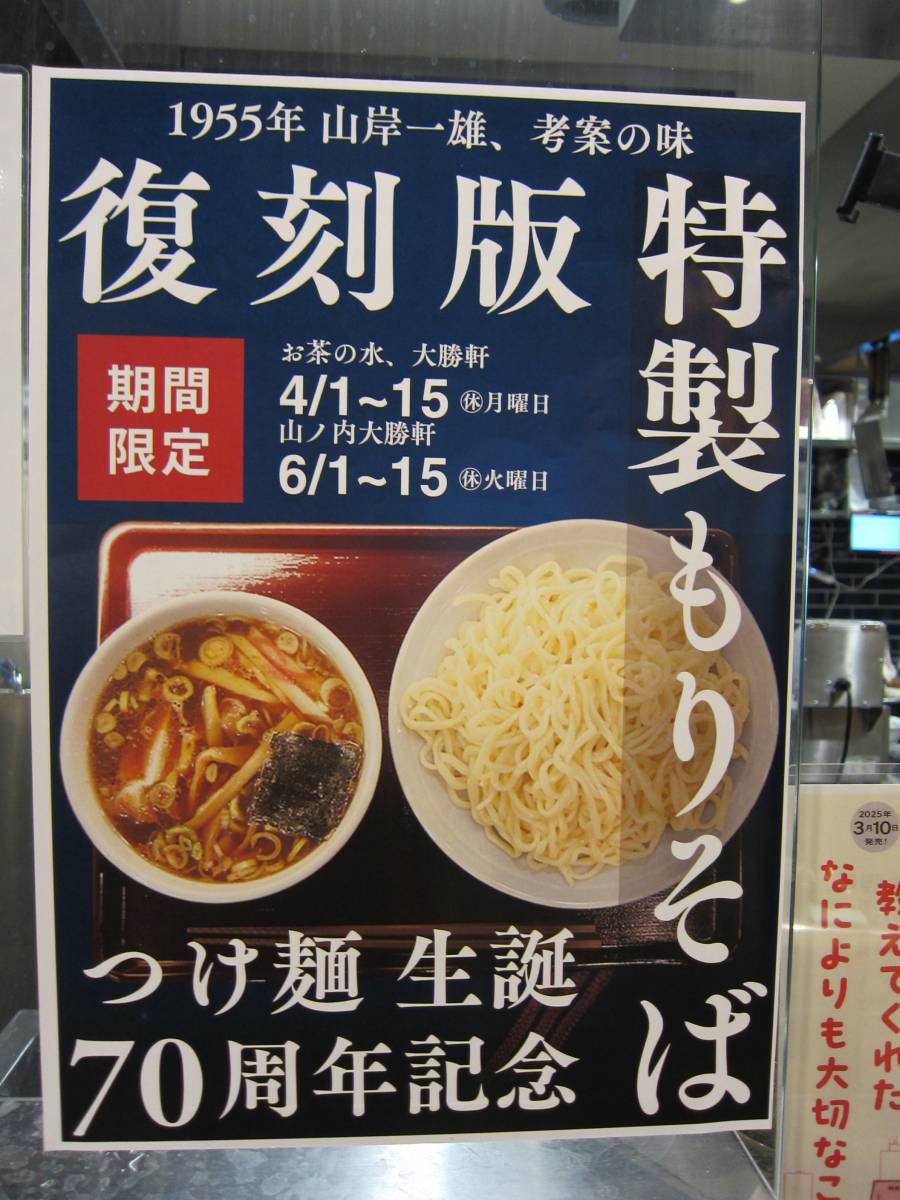 1955年 山岸一雄、考案の味
復刻版
特製もりそば
期間
限定
お茶の水、大勝軒
4/1~15 ㊡月曜日
山ノ内大勝軒
6/1~15 ㊡火曜日
つけ麺 生誕
70周年記念
2025年
3月10日
発売!
教えてくれた
なによりも大切なこ